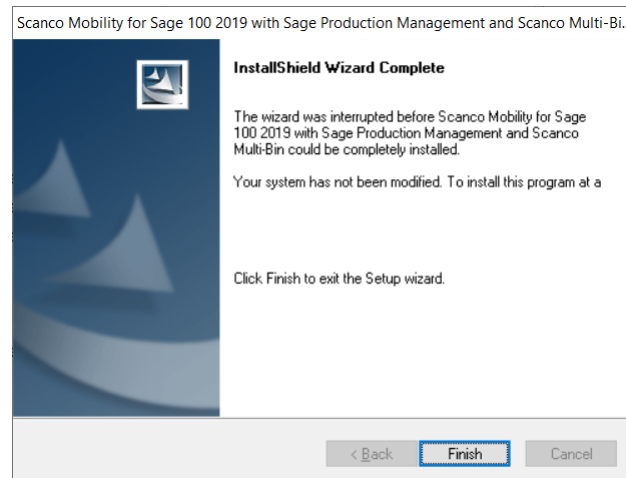 Scanco Mobility for Sage 100 2019 with Sage Production Management and Scanco Multi-Bi..
InstallShield Wizard Complete
The wizard was interrupted before Scanco Mobility for Sage
100 2019 with Sage Production Management and Scanco
Multi-Bin could be completely installed.
Your system has not been modified. To install this program at a
Click Finish to exit the Setup wizard.
< Back
Finish
Cancel